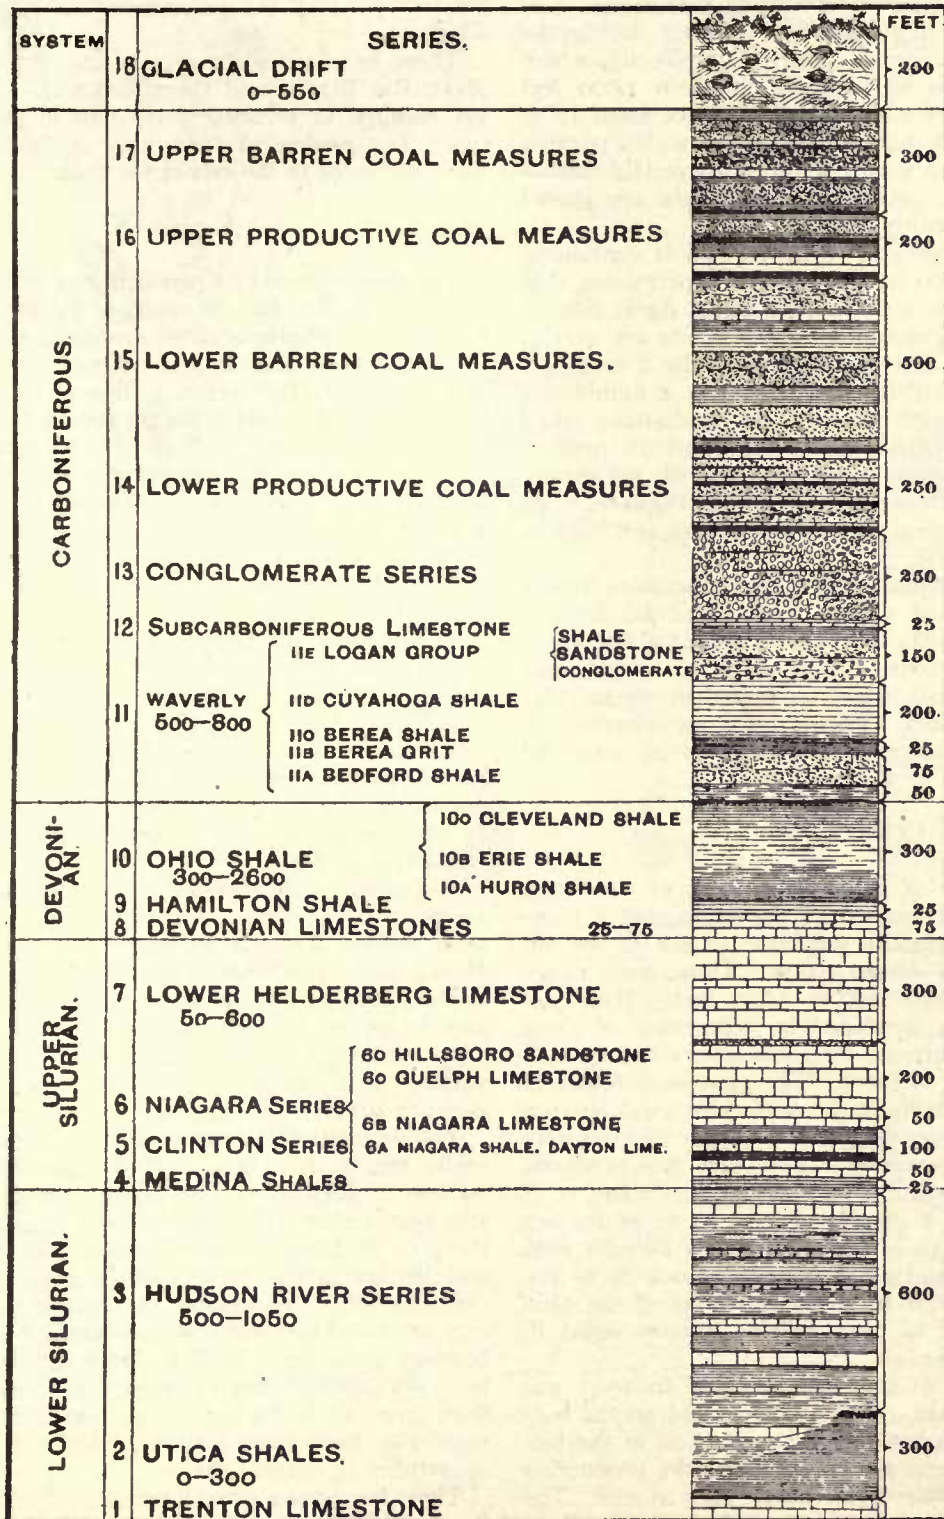 SYSTEM SERIES. FEET
18 GLACIAL DRIFT 200
0–550
CARBONIFEROUS.
17 UPPER BARREN COAL MEASURES 300
16 UPPER PRODUCTIVE COAL MEASURES 200
15 LOWER BARREN COAL MEASURES. 500
14 LOWER PRODUCTIVE COAL MEASURES 250
13 CONGLOMERATE SERIES 250
12 SUBCARBONIFEROUS LIMESTONE 25
11E LOGAN GROUP SHALE SANDSTONE CONGLOMERATE 150
11 WAVERLY
500–800
11D CUYAHOGA SHALE 200
11C BEREA SHALE 25
11B BEREA GRIT 75
11A BEDFORD SHALE 50
DEVONI-
AN.
10C CLEVELAND SHALE
10 OHIO SHALE 10B ERIE SHALE 300
300–2600
10A HURON SHALE
9 HAMILTON SHALE 25
8 DEVONIAN LIMESTONES 25–75 75
UPPER
SILURIAN.
7 LOWER HELDERBERG LIMESTONE 300
50–600
6D HILLSBORO SANDSTONE
6C GUELPH LIMESTONE 200
6 NIAGARA SERIES
6B NIAGARA LIMESTONE 50
5 CLINTON SERIES 6A NIAGARA SHALE. DAYTON LIME. 100
50
4 MEDINA SHALES 25
LOWER SILURIAN.
3 HUDSON RIVER SERIES 600
500–1050
2 UTICA SHALES. 300
0–300
1 TRENTON LIMESTONE